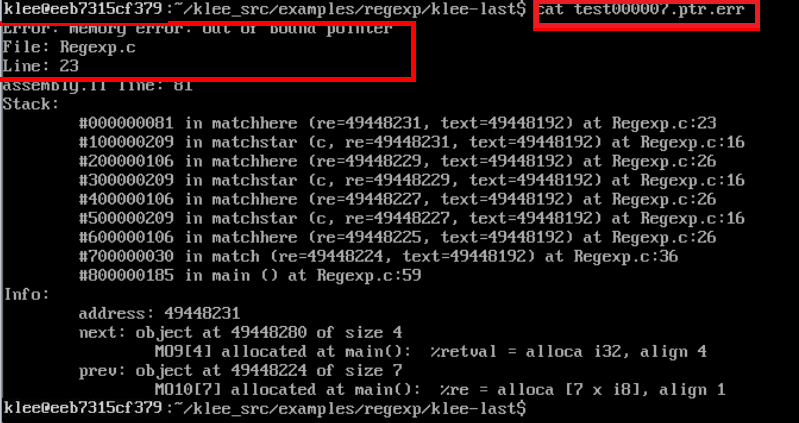 klee@eeb7315cf379:~/klee_src/examples/regexp/klee-last$ cat test000007.ptr.err
Error: memory error: out of bound pointer
File: Regexp.c
Line: 23
assembly.ll line: 81
Stack:
#000000081 in matchhere (re=49448231, text=49448192) at Regexp.c:23
#100000209 in matchstar (c, re=49448231, text=49448192) at Regexp.c:16
#200000106 in matchhere (re=49448229, text=49448192) at Regexp.c:26
#300000209 in matchstar (c, re=49448229, text=49448192) at Regexp.c:16
#400000106 in matchhere (re=49448227, text=49448192) at Regexp.c:26
#500000209 in matchstar (c, re=49448227, text=49448192) at Regexp.c:16
#600000106 in matchhere (re=49448225, text=49448192) at Regexp.c:26
#700000030 in match (re=49448224, text=49448192) at Regexp.c:36
#800000185 in main () at Regexp.c:59
Info:
address: 49448231
next: object at 49448280 of size 4
MO9[4] allocated at main():  %retval = alloca i32, align 4
prev: object at 49448224 of size 7
MO10[7] allocated at main():  %re = alloca [7 x i8], align 1
klee@eeb7315cf379:~/klee_src/examples/regexp/klee-last$